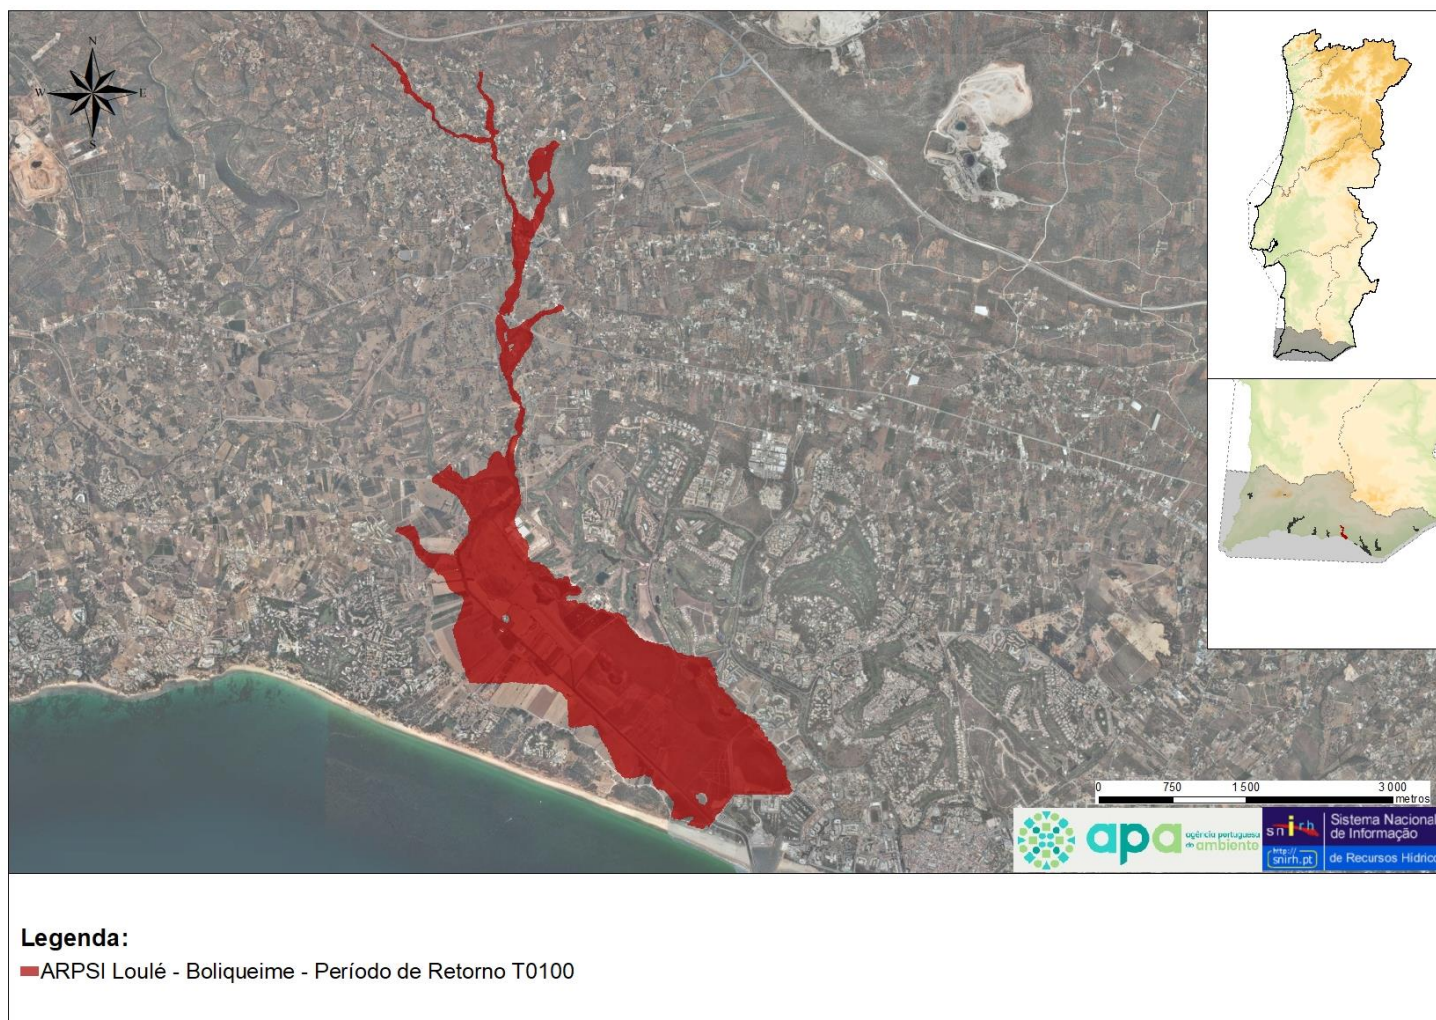 N
W E
S
0 750 1 500 3 000
metros
apa agência portuguesa
do ambiente
snirh
http://
snirh.pt
Sistema Nacional
de Informação
de Recursos Hídric
Legenda:
ARPSI Loulé - Boliqueime - Período de Retorno T0100